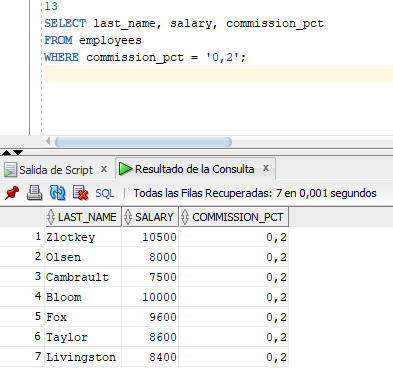 13
SELECT last_name, salary, commission_pct
FROM employees
WHERE commission_pct = '0,2';
Salida de Script x Resultado de la Consulta x
SQL | Todas las Filas Recuperadas: 7 en 0,001 segundos
LAST_NAME SALARY COMMISSION_PCT
1 Zlotkey 10500 0,2
2 Olsen 8000 0,2
3 Cambrault 7500 0,2
4 Bloom 10000 0,2
5 Fox 9600 0,2
6 Taylor 8600 0,2
7 Livingston 8400 0,2